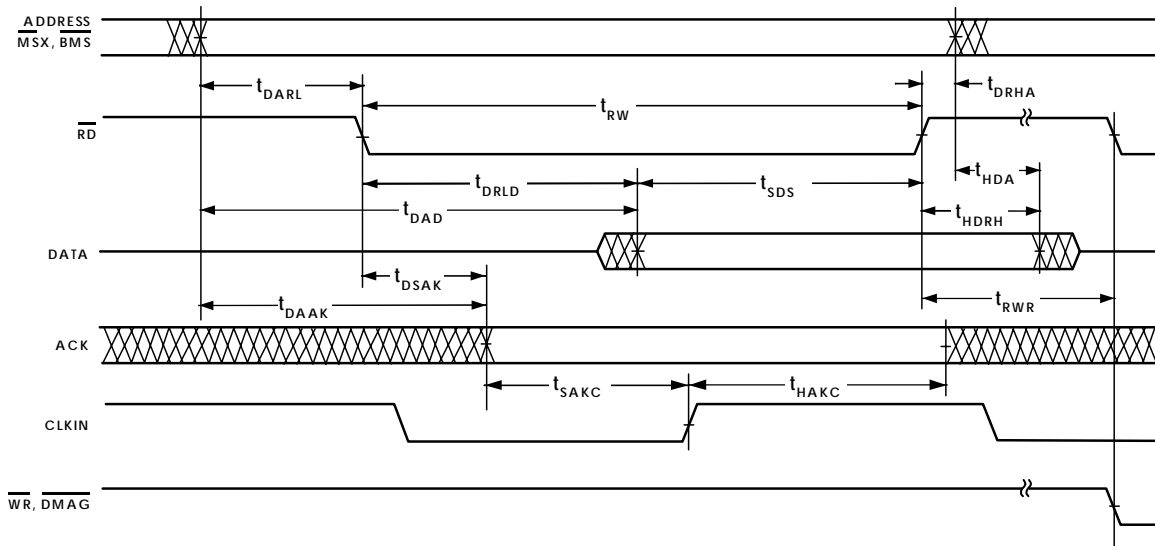 ADDRESS
MSX, BMS
tDARL
tRW
tDRHA
RD
tDRLD
tSDS
tHDA
tDAD
tHDRH
DATA
tDSAK
tDAAK
tRWR
ACK
tSAKC
tHAKC
CLKIN
WR, DMAG